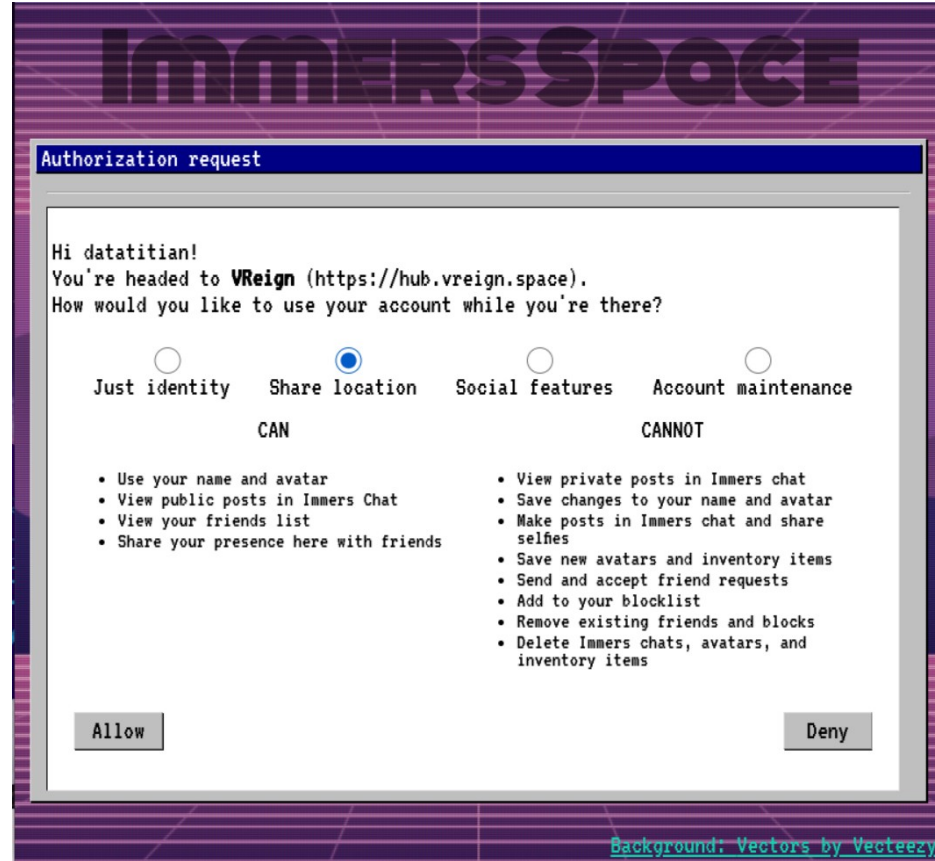 ImmersSpace
Authorization request
Hi datatitian!
You're headed to VReign (https://hub.vreign.space).
How would you like to use your account while you're there?
Just identity Share location Social features Account maintenance
CAN
• Use your name and avatar
• View public posts in Immers Chat
• View your friends list
• Share your presence here with friends
CANNOT
• View private posts in Immers chat
• Save changes to your name and avatar
• Make posts in Immers chat and share
selfies
• Save new avatars and inventory items
• Send and accept friend requests
• Add to your blocklist
• Remove existing friends and blocks
• Delete Immers chats, avatars, and
inventory items
Allow Deny
Background: Vectors by Vecteezy